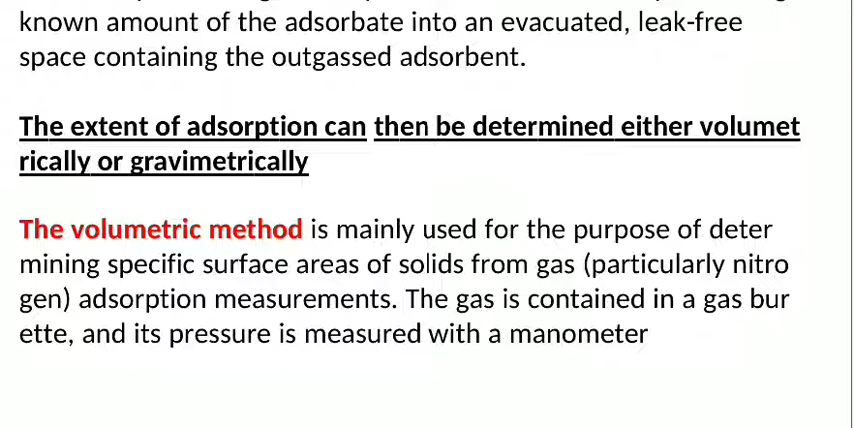 known amount of the adsorbate into an evacuated, leak-free
space containing the outgassed adsorbent.
The extent of adsorption can then be determined either volumet
rically or gravimetrically
The volumetric method is mainly used for the purpose of deter
mining specific surface areas of solids from gas (particularly nitro
gen) adsorption measurements. The gas is contained in a gas bur
ette, and its pressure is measured with a manometer